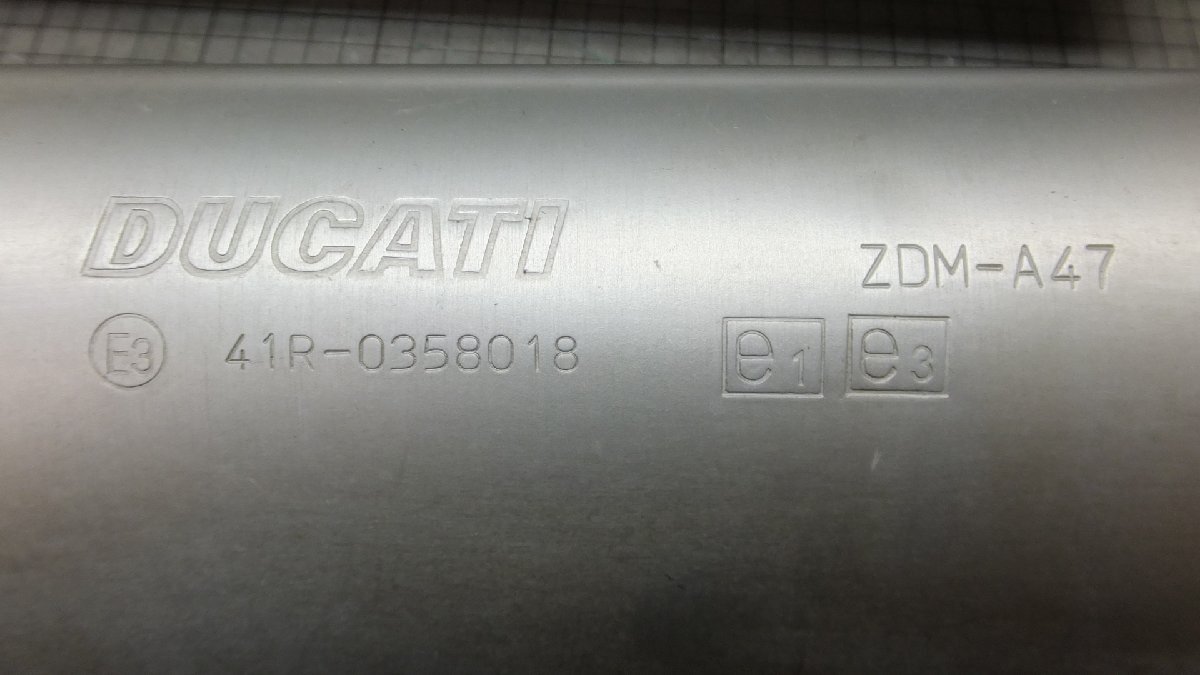 DUCATI
ZDM-A47
E3 41R-0358018
e1 e3